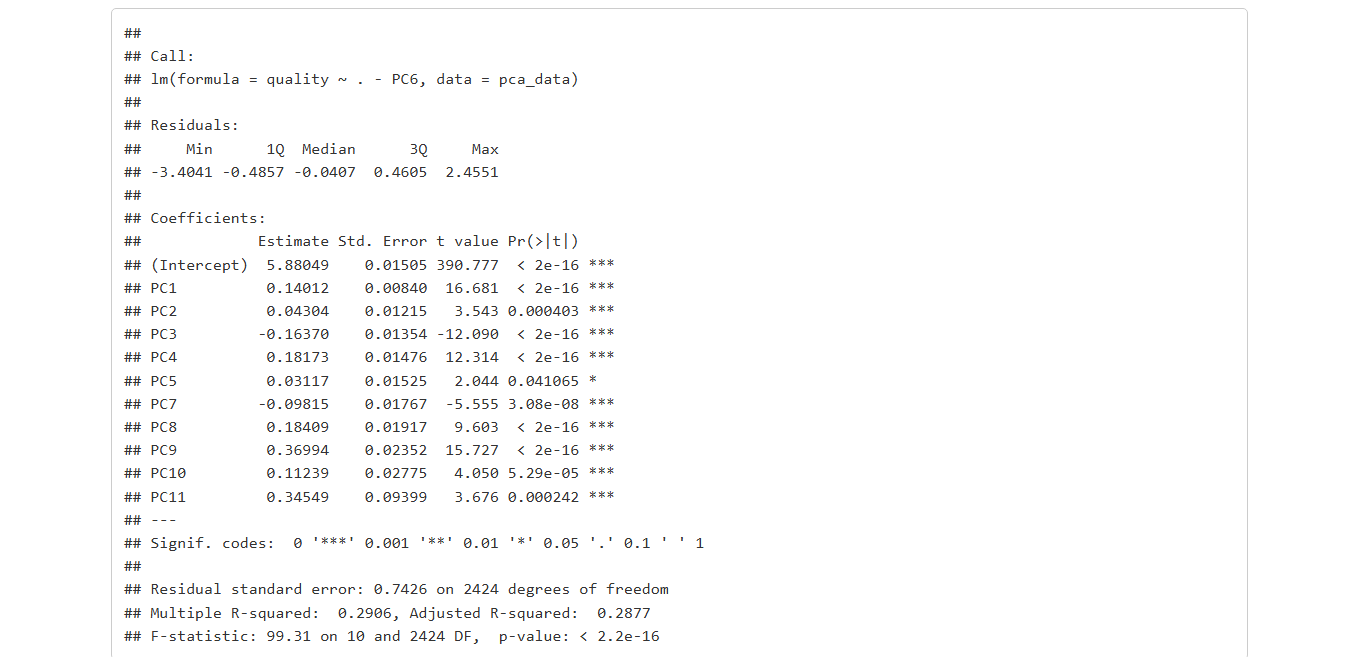 ##
## Call:
## lm(formula = quality ~ . - PC6, data = pca_data)
##
## Residuals:
##     Min      1Q  Median      3Q     Max
## -3.4041 -0.4857 -0.0407  0.4605  2.4551
##
## Coefficients:
##             Estimate Std. Error t value Pr(>|t|)
## (Intercept)  5.88049    0.01505 390.777  < 2e-16 ***
## PC1          0.14012    0.00840  16.681  < 2e-16 ***
## PC2          0.04304    0.01215   3.543 0.000403 ***
## PC3         -0.16370    0.01354 -12.090  < 2e-16 ***
## PC4          0.18173    0.01476  12.314  < 2e-16 ***
## PC5          0.03117    0.01525   2.044 0.041065 *
## PC7         -0.09815    0.01767  -5.555 3.08e-08 ***
## PC8          0.18409    0.01917   9.603  < 2e-16 ***
## PC9          0.36994    0.02352  15.727  < 2e-16 ***
## PC10         0.11239    0.02775   4.050 5.29e-05 ***
## PC11         0.34549    0.09399   3.676 0.000242 ***
## ---
## Signif. codes:  0 '***' 0.001 '**' 0.01 '*' 0.05 '.' 0.1 ' ' 1
##
## Residual standard error: 0.7426 on 2424 degrees of freedom
## Multiple R-squared:  0.2906, Adjusted R-squared:  0.2877
## F-statistic: 99.31 on 10 and 2424 DF,  p-value: < 2.2e-16